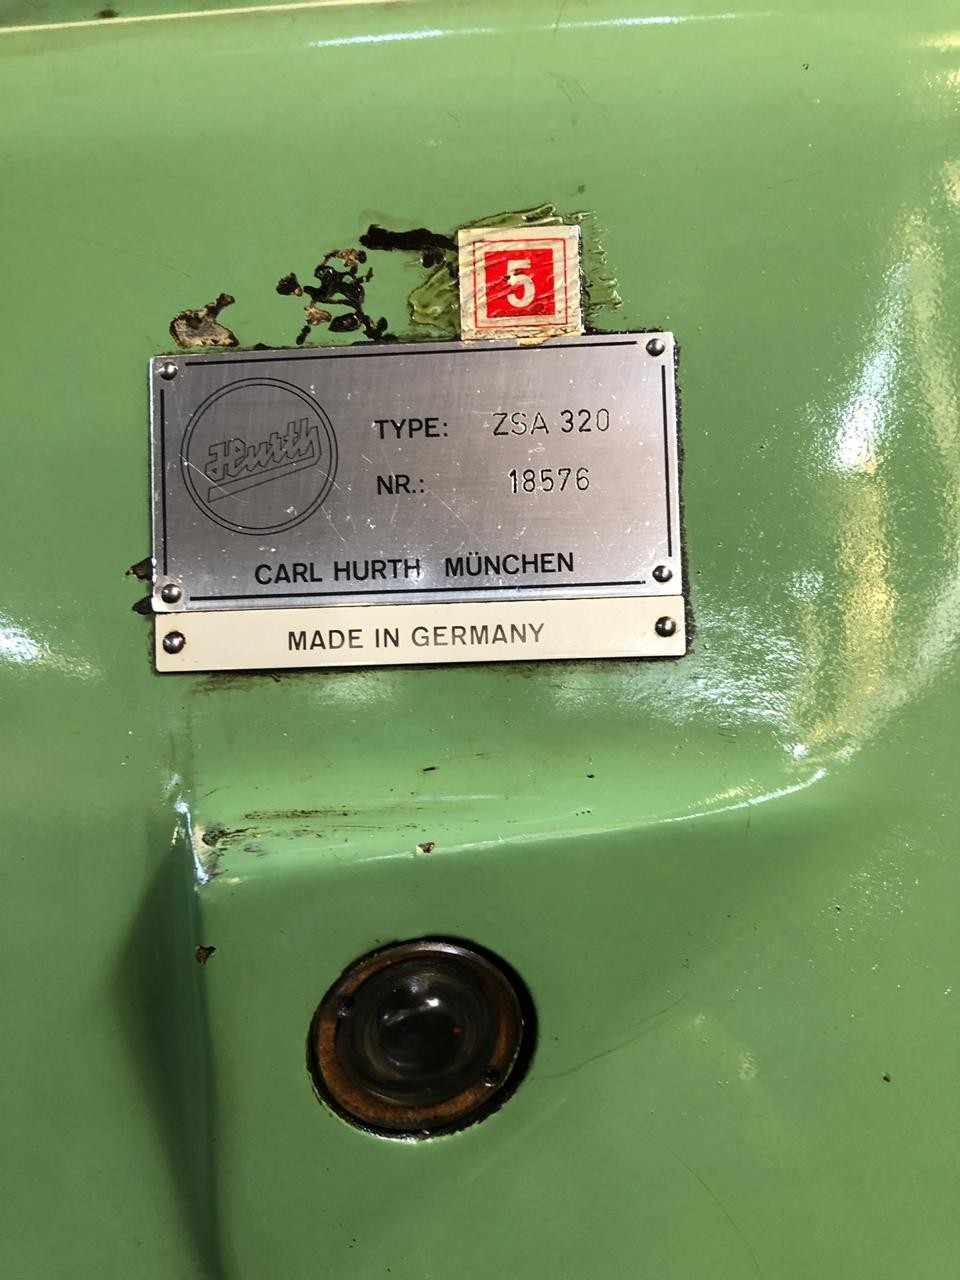 5
Hurth
TYPE: ZSA 320
NR.: 18576
CARL HURTH MÜNCHEN
MADE IN GERMANY